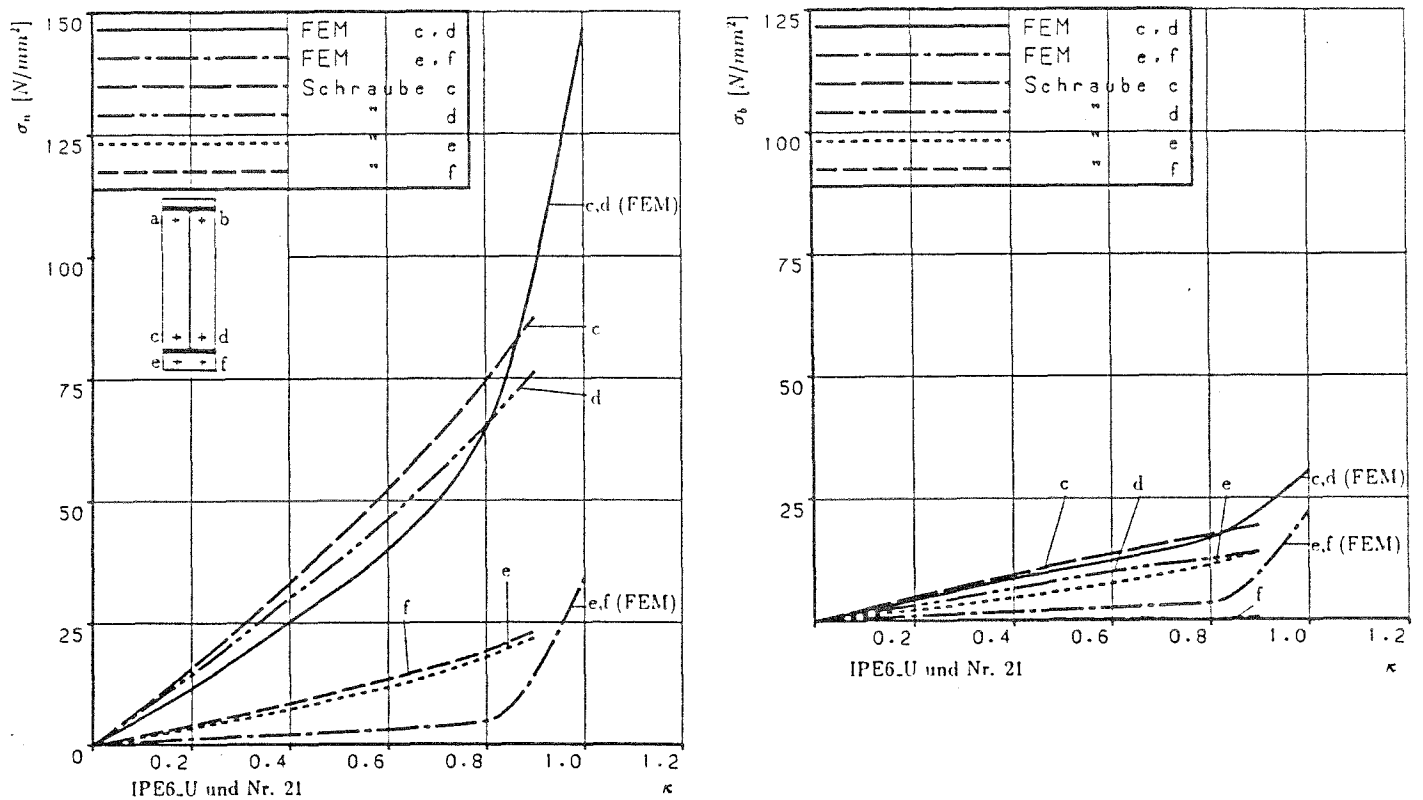 σn [N/mm²]
150
125
100
75
50
25
0
FEM c,d
FEM e,f
Schraube c
" d
" e
" f
a b
c d
e f
c,d (FEM)
c
d
e
f
e,f (FEM)
0.2 0.4 0.6 0.8 1.0 1.2
IPE6_U und Nr. 21 κ
σb [N/mm²]
125
100
75
50
25
FEM c,d
FEM e,f
Schraube c
" d
" e
" f
c d e
c,d (FEM)
e,f (FEM)
f
0.2 0.4 0.6 0.8 1.0 1.2
IPE6_U und Nr. 21 κ